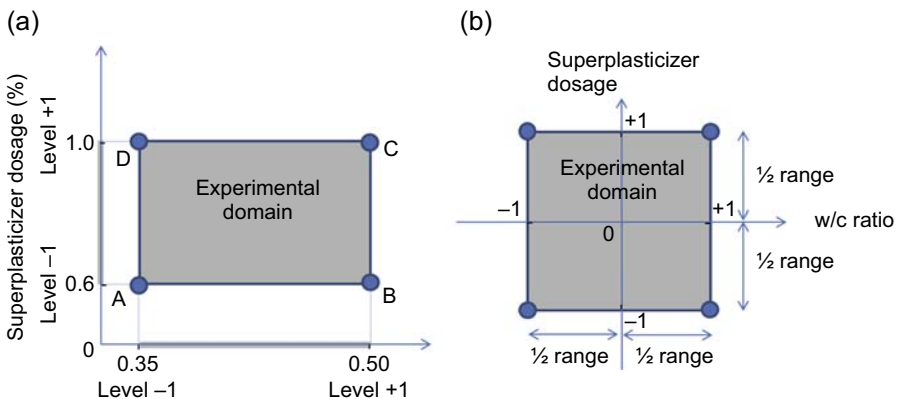 (a)
Superplasticizer dosage (%)
Level –1 Level +1
1.0
0.6
0
D
C
A
B
Experimental
domain
0.35
0.50
Level –1
Level +1
(b)
Superplasticizer
dosage
+1
Experimental
domain
–1
+1
0
–1
w/c ratio
½ range
½ range
½ range
½ range